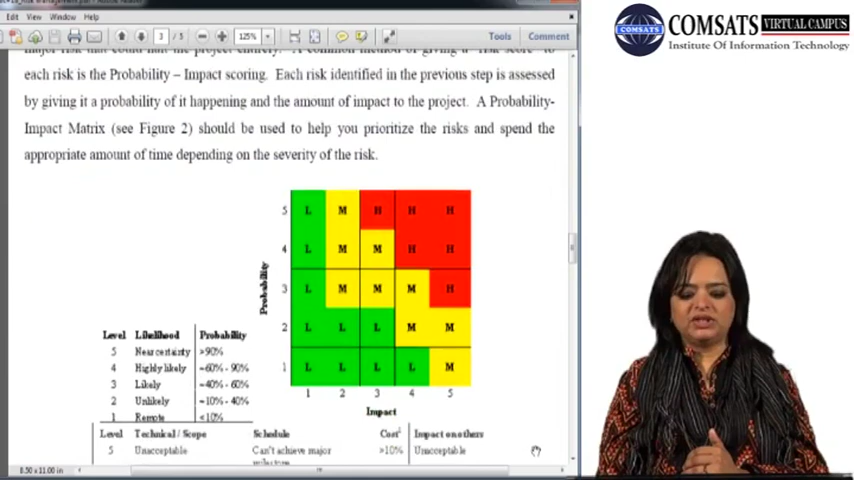 Edit View Window Help
3 / 5
125%
Tools
Comment
COMSATS VIRTUAL CAMPUS
Institute Of Information Technology
COMSATS
each risk is the Probability – Impact scoring. Each risk identified in the previous step is assessed
by giving it a probability of it happening and the amount of impact to the project. A Probability-
Impact Matrix (see Figure 2) should be used to help you prioritize the risks and spend the
appropriate amount of time depending on the severity of the risk.
Probability
5 L M H H H
4 L M M H H
3 L M M M H
2 L L L M M
1 L L L L M
1 2 3 4 5
Impact
Level Likelihood Probability
5 Near certainty >90%
4 Highly likely ~60% - 90%
3 Likely ~40% - 60%
2 Unlikely ~10% - 40%
1 Remote <10%
Level Technical / Scope Schedule Cost1 Impact on others
5 Unacceptable Can't achieve major >10% Unacceptable
8.50 x 11.00 in